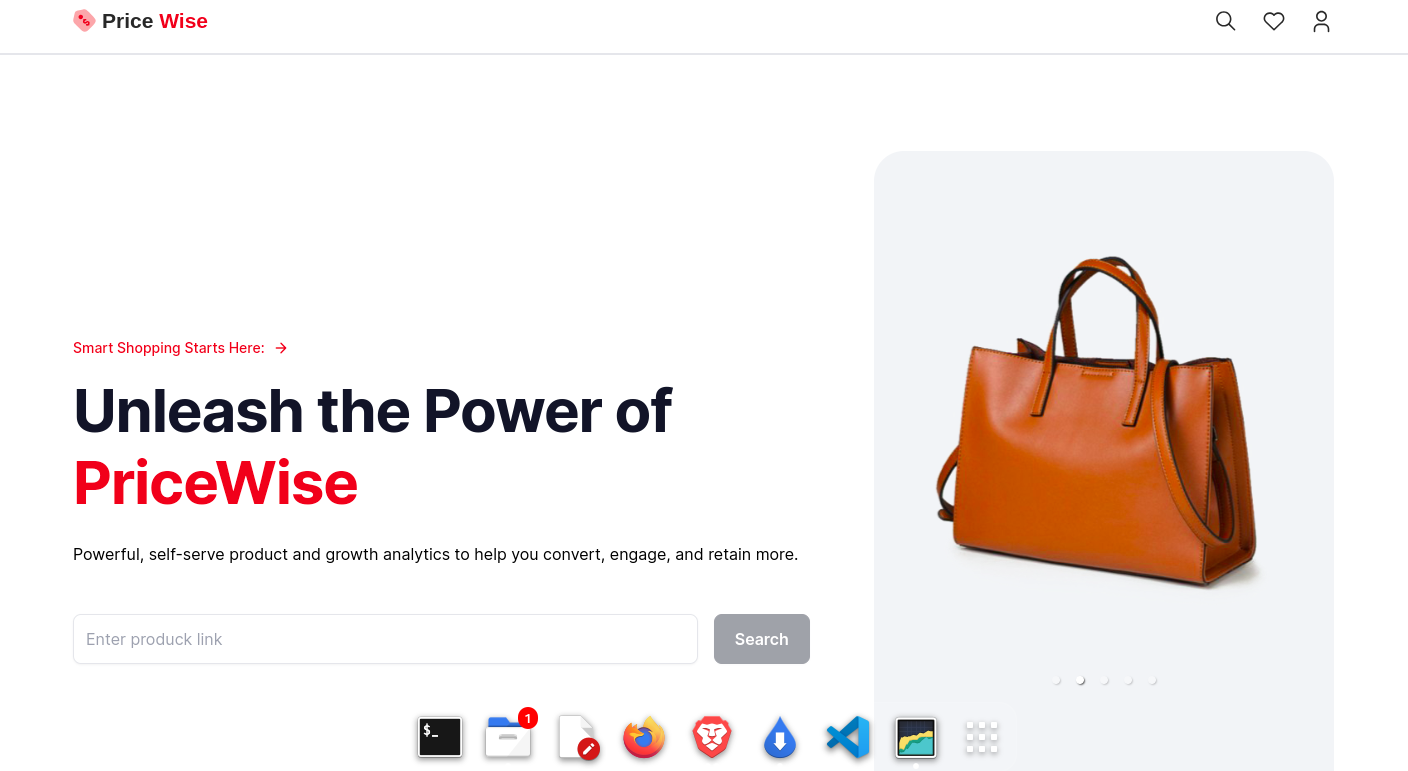 Price Wise
Smart Shopping Starts Here:
Unleash the Power of
PriceWise
Powerful, self-serve product and growth analytics to help you convert, engage, and retain more.
Enter produck link
Search
$_
1